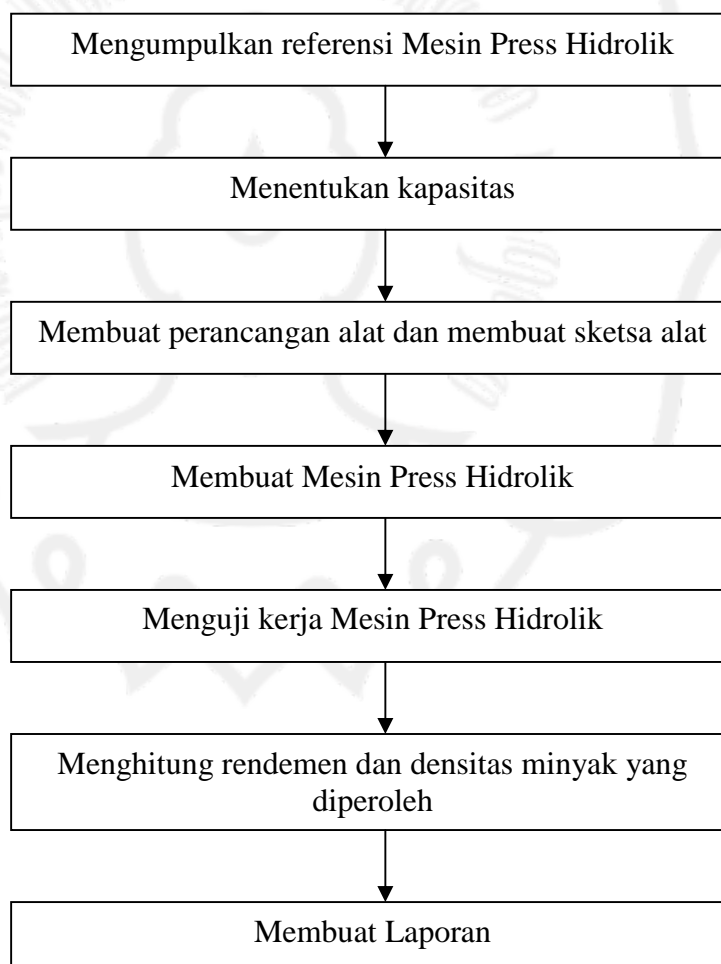 Mengumpulkan referensi Mesin Press Hidrolik
Menentukan kapasitas
Membuat perancangan alat dan membuat sketsa alat
Membuat Mesin Press Hidrolik
Menguji kerja Mesin Press Hidrolik
Menghitung rendemen dan densitas minyak yang
diperoleh
Membuat Laporan